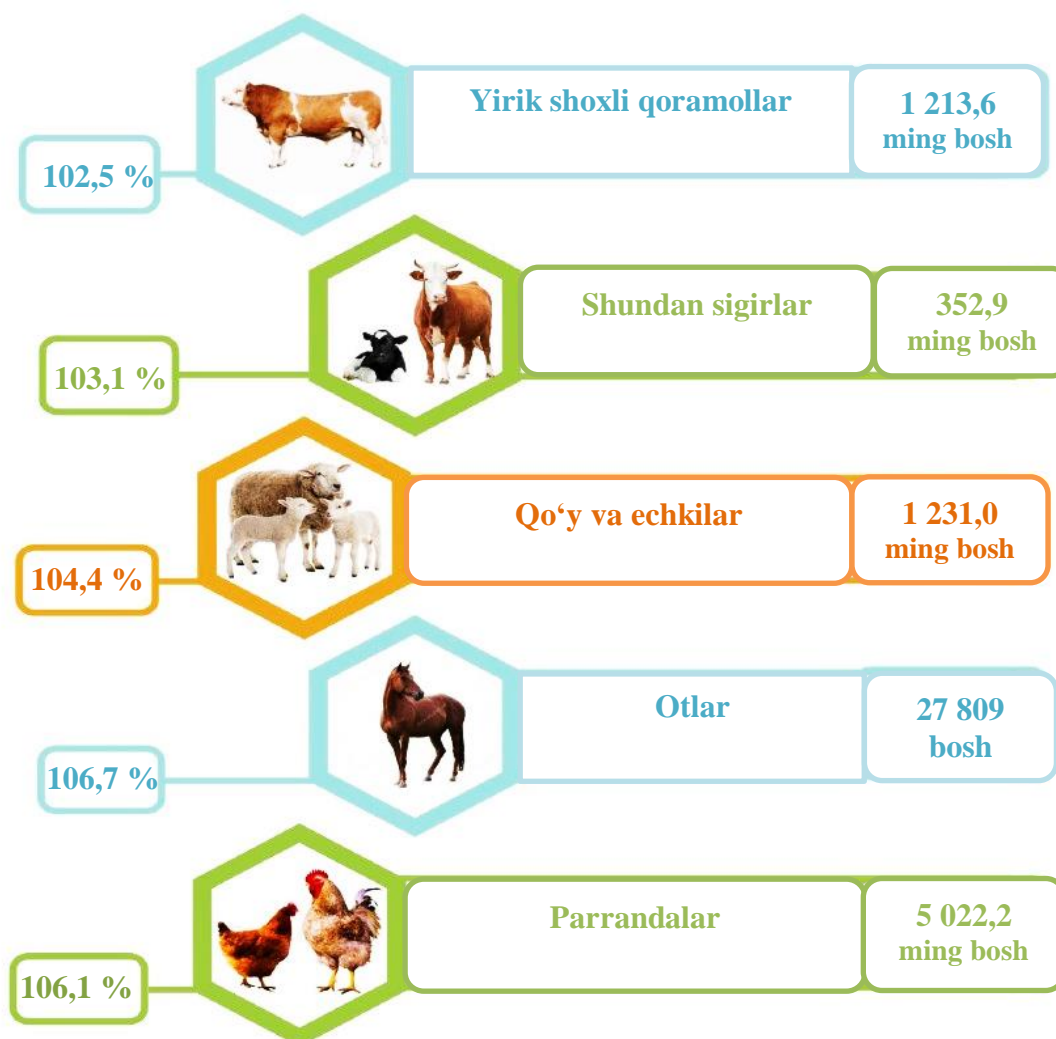 Yirik shoxli qoramollar
1 213,6
ming bosh
102,5 %
Shundan sigirlar
352,9
ming bosh
103,1 %
Qo‘y va echkilar
1 231,0
ming bosh
104,4 %
Otlar
27 809
bosh
106,7 %
Parrandalar
5 022,2
ming bosh
106,1 %